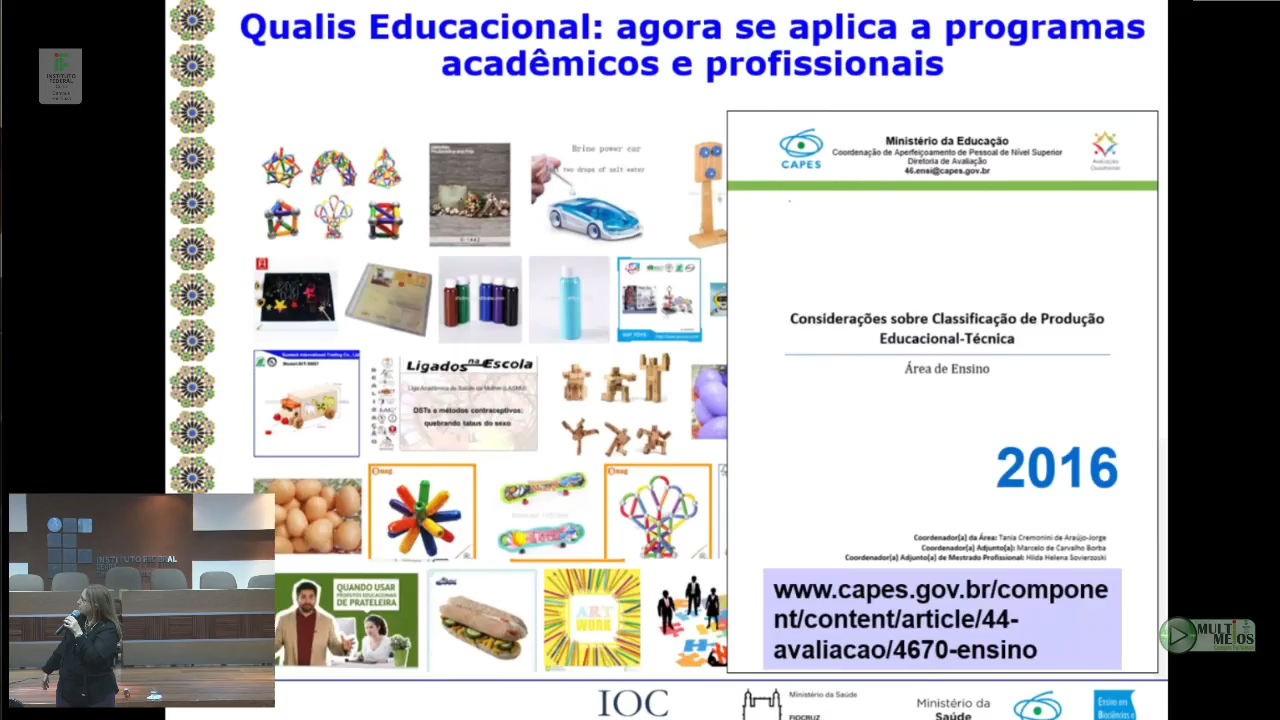 Qualis Educacional: agora se aplica a programas
acadêmicos e profissionais
INSTITUTO
FEDERAL
Brine power car
two drops of salt water
CAPES
Ministério da Educação
Coordenação de Aperfeiçoamento de Pessoal de Nível Superior
Diretoria de Avaliação
46.ensi@capes.gov.br
Considerações sobre Classificação de Produção
Educacional-Técnica
Área de Ensino
2016
Coordenador(a) da Área: Tania Cremonini de Araújo-Jorge
Coordenador(a) Adjunto(a): Marcelo de Carvalho Borba
Coordenador(a) Adjunto(a) de Mestrado Profissional: Hilda Helena Sovierzoski
www.capes.gov.br/compone
nt/content/article/44-
avaliacao/4670-ensino
Ligados na Escola
Liga Acadêmica de Saúde da Mulher (LASMU)
DSTs a métodos contraceptivos:
quebrando tabus do sexo
QUANDO USAR
PRODUTOS EDUCACIONAIS
DE PRATELEIRA
ART
WORK
INSTITUTO FEDERAL
MULTI
MEIOS
IOC
Ministério da Saúde
FIOCRUZ
Ministério da
Saúde
CAPES
Ensino em
Biociências e